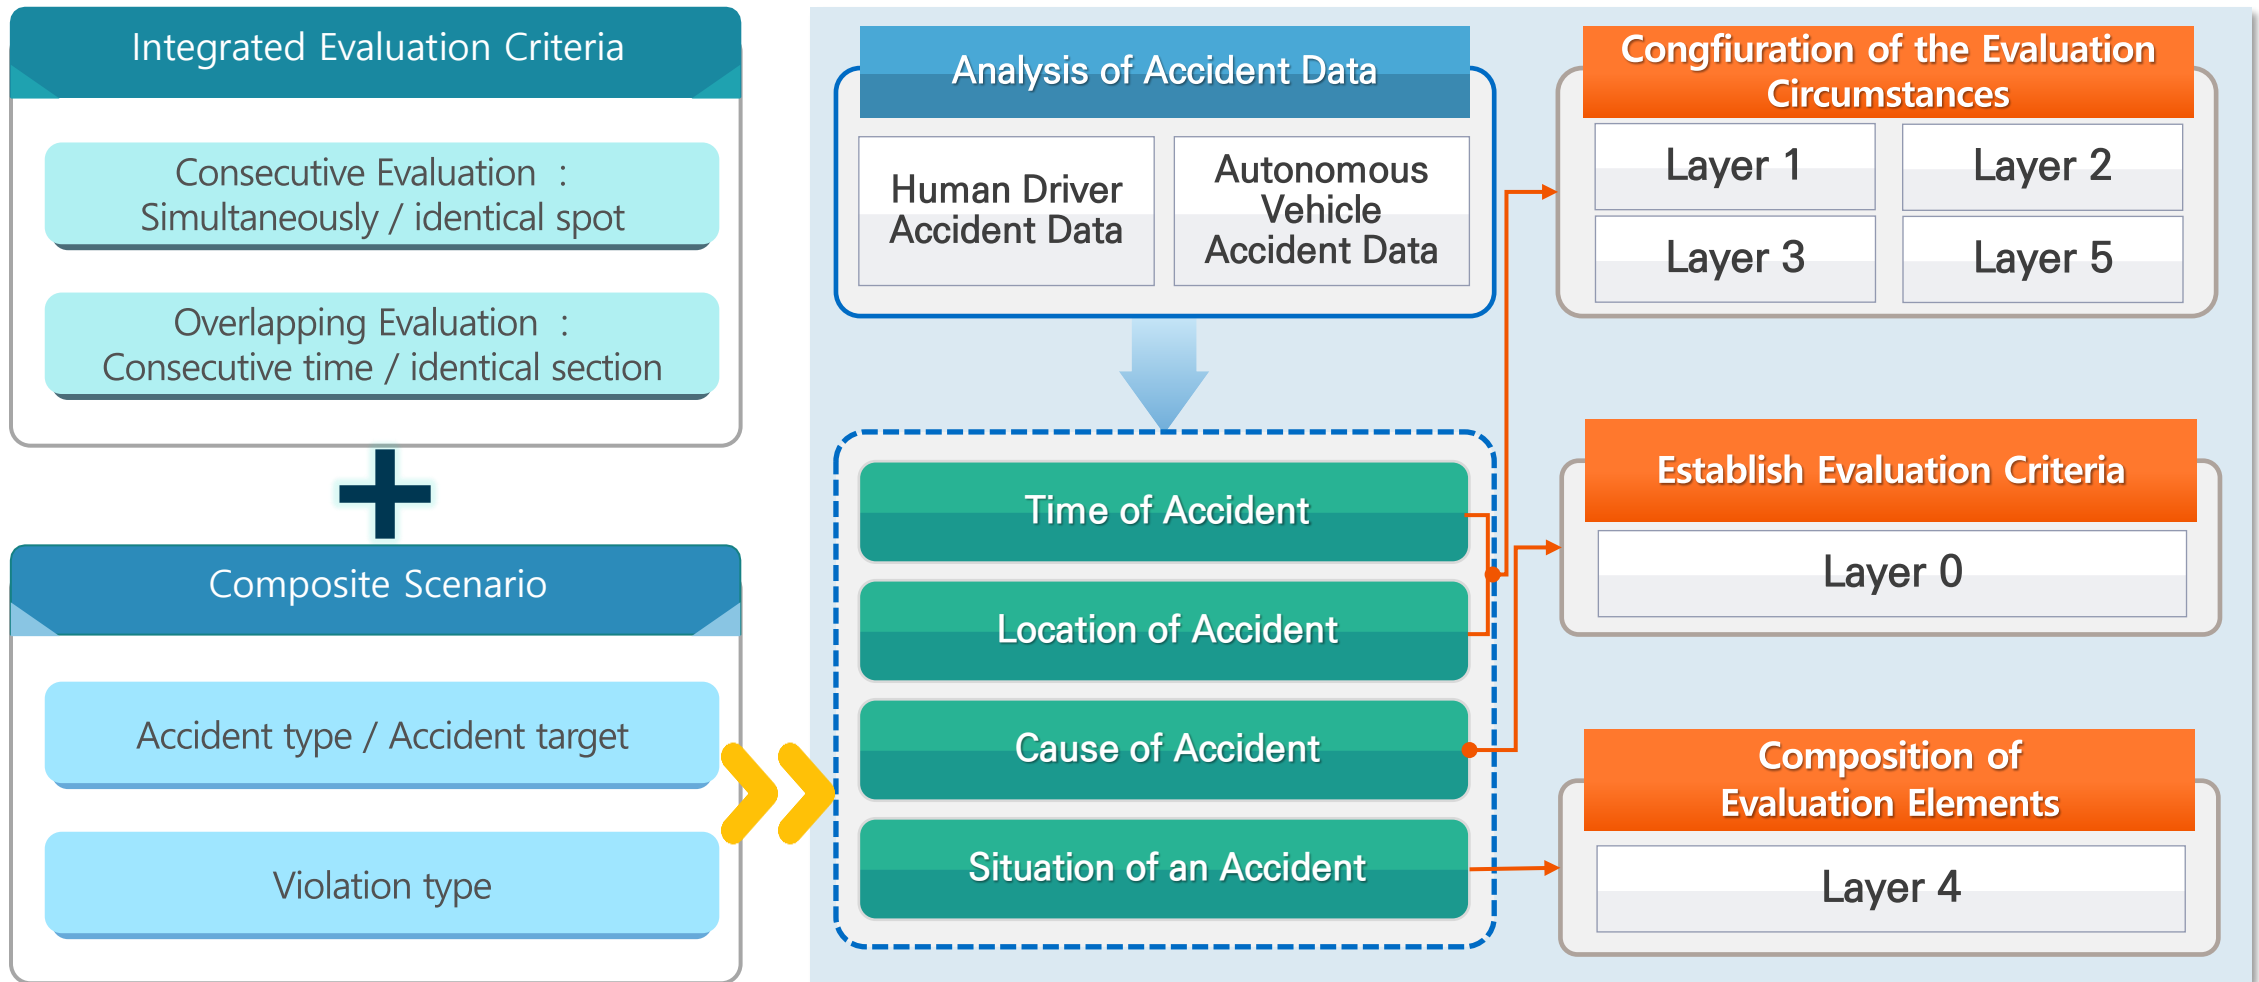 Integrated Evaluation Criteria
Consecutive Evaluation :
Simultaneously / identical spot
Overlapping Evaluation :
Consecutive time / identical section
Composite Scenario
Accident type / Accident target
Violation type
Analysis of Accident Data
Human Driver
Accident Data
Autonomous
Vehicle
Accident Data
Time of Accident
Location of Accident
Cause of Accident
Situation of an Accident
Congfiuration of the Evaluation
Circumstances
Layer 1
Layer 2
Layer 3
Layer 5
Establish Evaluation Criteria
Layer 0
Composition of
Evaluation Elements
Layer 4